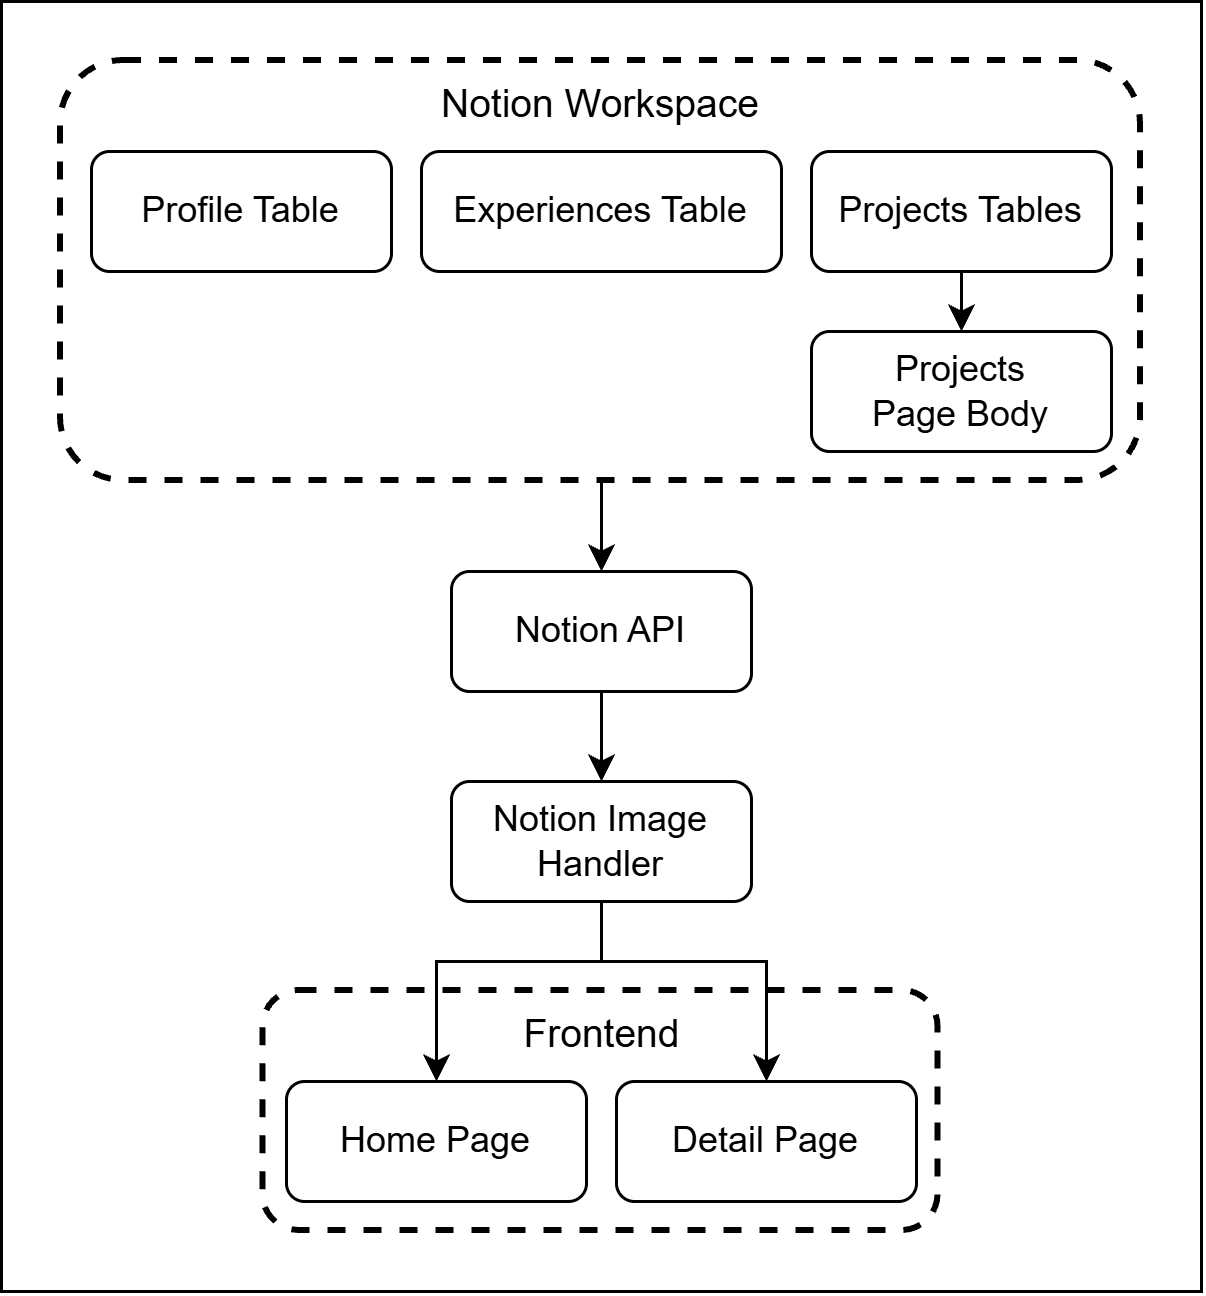 Notion Workspace
Profile Table
Experiences Table
Projects Tables
Projects
Page Body
Notion API
Notion Image
Handler
Frontend
Home Page
Detail Page